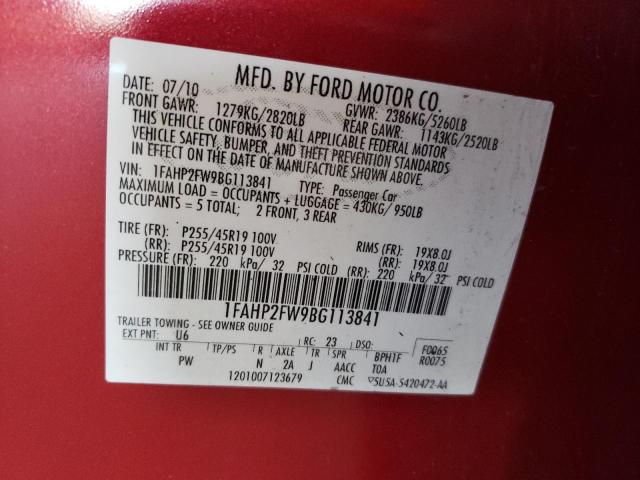 MFD. BY FORD MOTOR CO.
DATE: 07/10 GVWR: 2386KG/5260LB
FRONT GAWR: 1279KG/2820LB REAR GAWR: 1143KG/2520LB
THIS VEHICLE CONFORMS TO ALL APPLICABLE FEDERAL MOTOR
VEHICLE SAFETY, BUMPER, AND THEFT PREVENTION STANDARDS
IN EFFECT ON THE DATE OF MANUFACTURE SHOWN ABOVE.
VIN: 1FAHP2FW9BG113841 TYPE: Passenger Car
MAXIMUM LOAD = OCCUPANTS + LUGGAGE = 430KG/ 950LB
OCCUPANTS = 5 TOTAL; 2 FRONT, 3 REAR
TIRE (FR): P255/45R19 100V RIMS (FR): 19X8.0J
(RR): P255/45R19 100V (RR): 19X8.0J
PRESSURE (FR): 220 kPa/ 32 PSI COLD (RR): 220 kPa/ 32 PSI COLD
1FAHP2FW9BG113841
TRAILER TOWING - SEE OWNER GUIDE
EXT PNT: U6 RC: 23 DSO:
INT TR TP/PS R AXLE TR SPR BPH1F F0065
PW N 2A J AACC TOA R0075
1201007123679 CMC 5U5A-5420472-AA